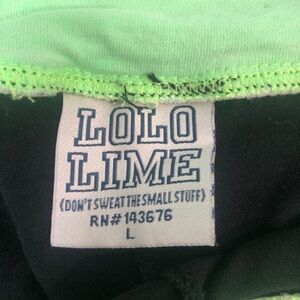 LOLO
LIME
{DON'T SWEAT THE SMALL STUFF}
RN# 143676
L